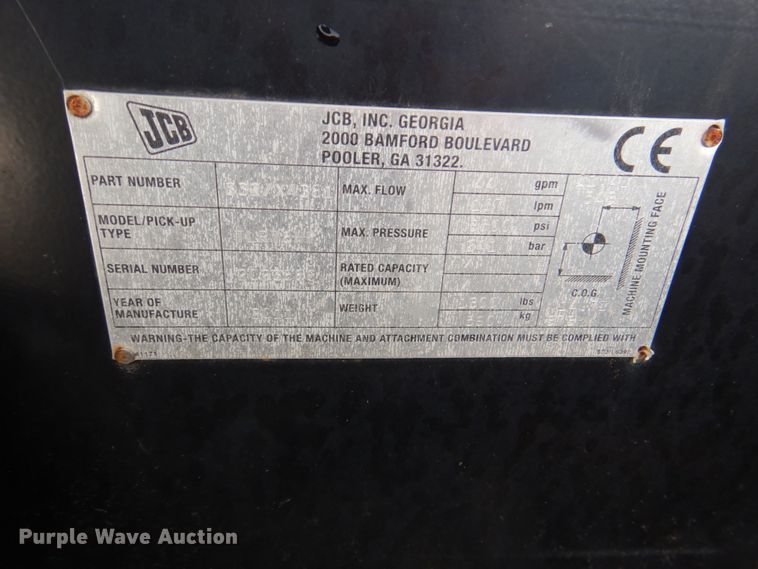 JCB
JCB, INC. GEORGIA
2000 BAMFORD BOULEVARD
POOLER, GA 31322.
CE
PART NUMBER
MAX. FLOW
gpm
lpm
MODEL/PICK-UP
TYPE
MAX. PRESSURE
psi
bar
SERIAL NUMBER
RATED CAPACITY
(MAXIMUM)
YEAR OF
MANUFACTURE
WEIGHT
lbs
kg
C.O.G.
MACHINE MOUNTING FACE
WARNING-THE CAPACITY OF THE MACHINE AND ATTACHMENT COMBINATION MUST BE COMPLIED WITH
Purple Wave Auction